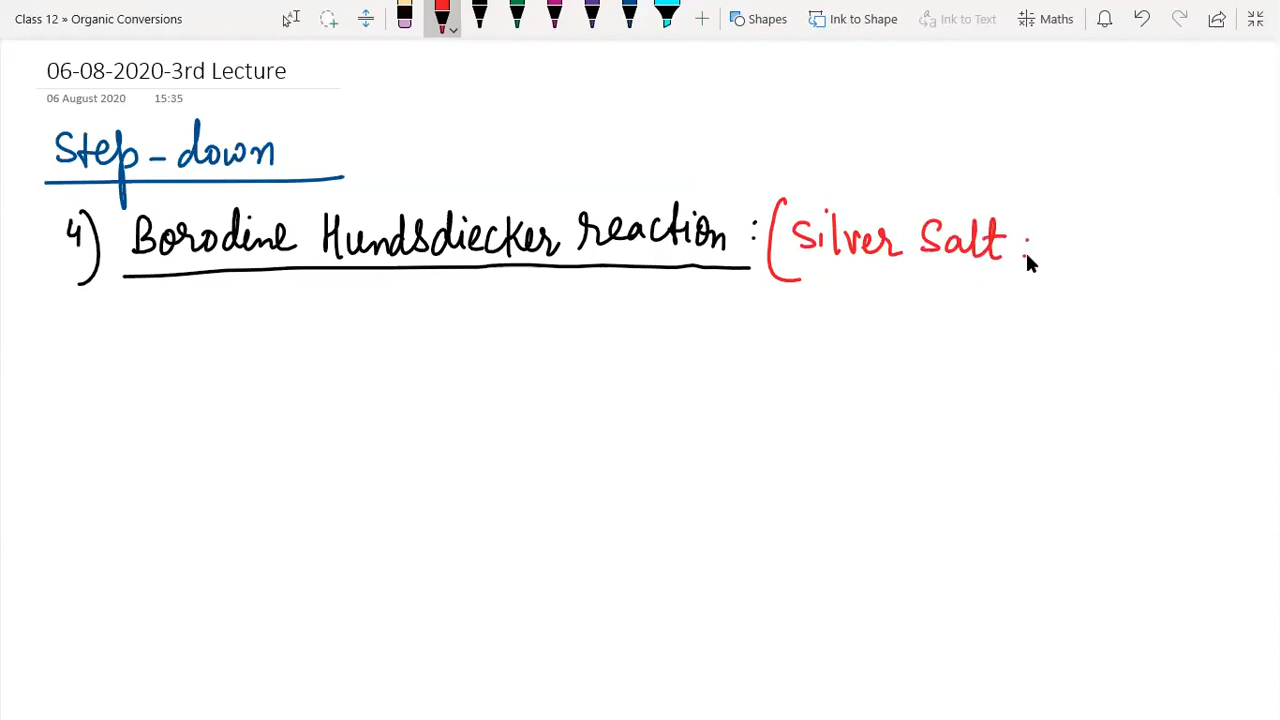 Class 12 » Organic Conversions
Shapes
Ink to Shape
Ink to Text
Maths
06-08-2020-3rd Lecture
06 August 2020 15:35
Step-down
4) Borodine Hundsdiecker reaction : (Silver Salt :